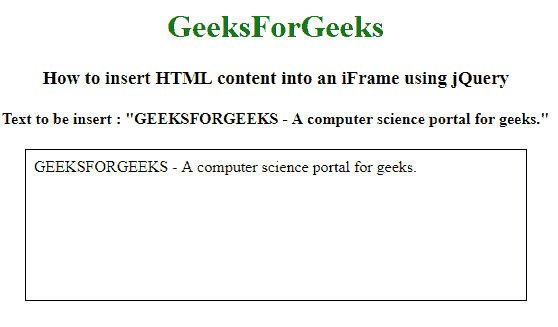 GeeksForGeeks
How to insert HTML content into an iFrame using jQuery
Text to be insert : "GEEKSFORGEEKS - A computer science portal for geeks."
GEEKSFORGEEKS - A computer science portal for geeks.